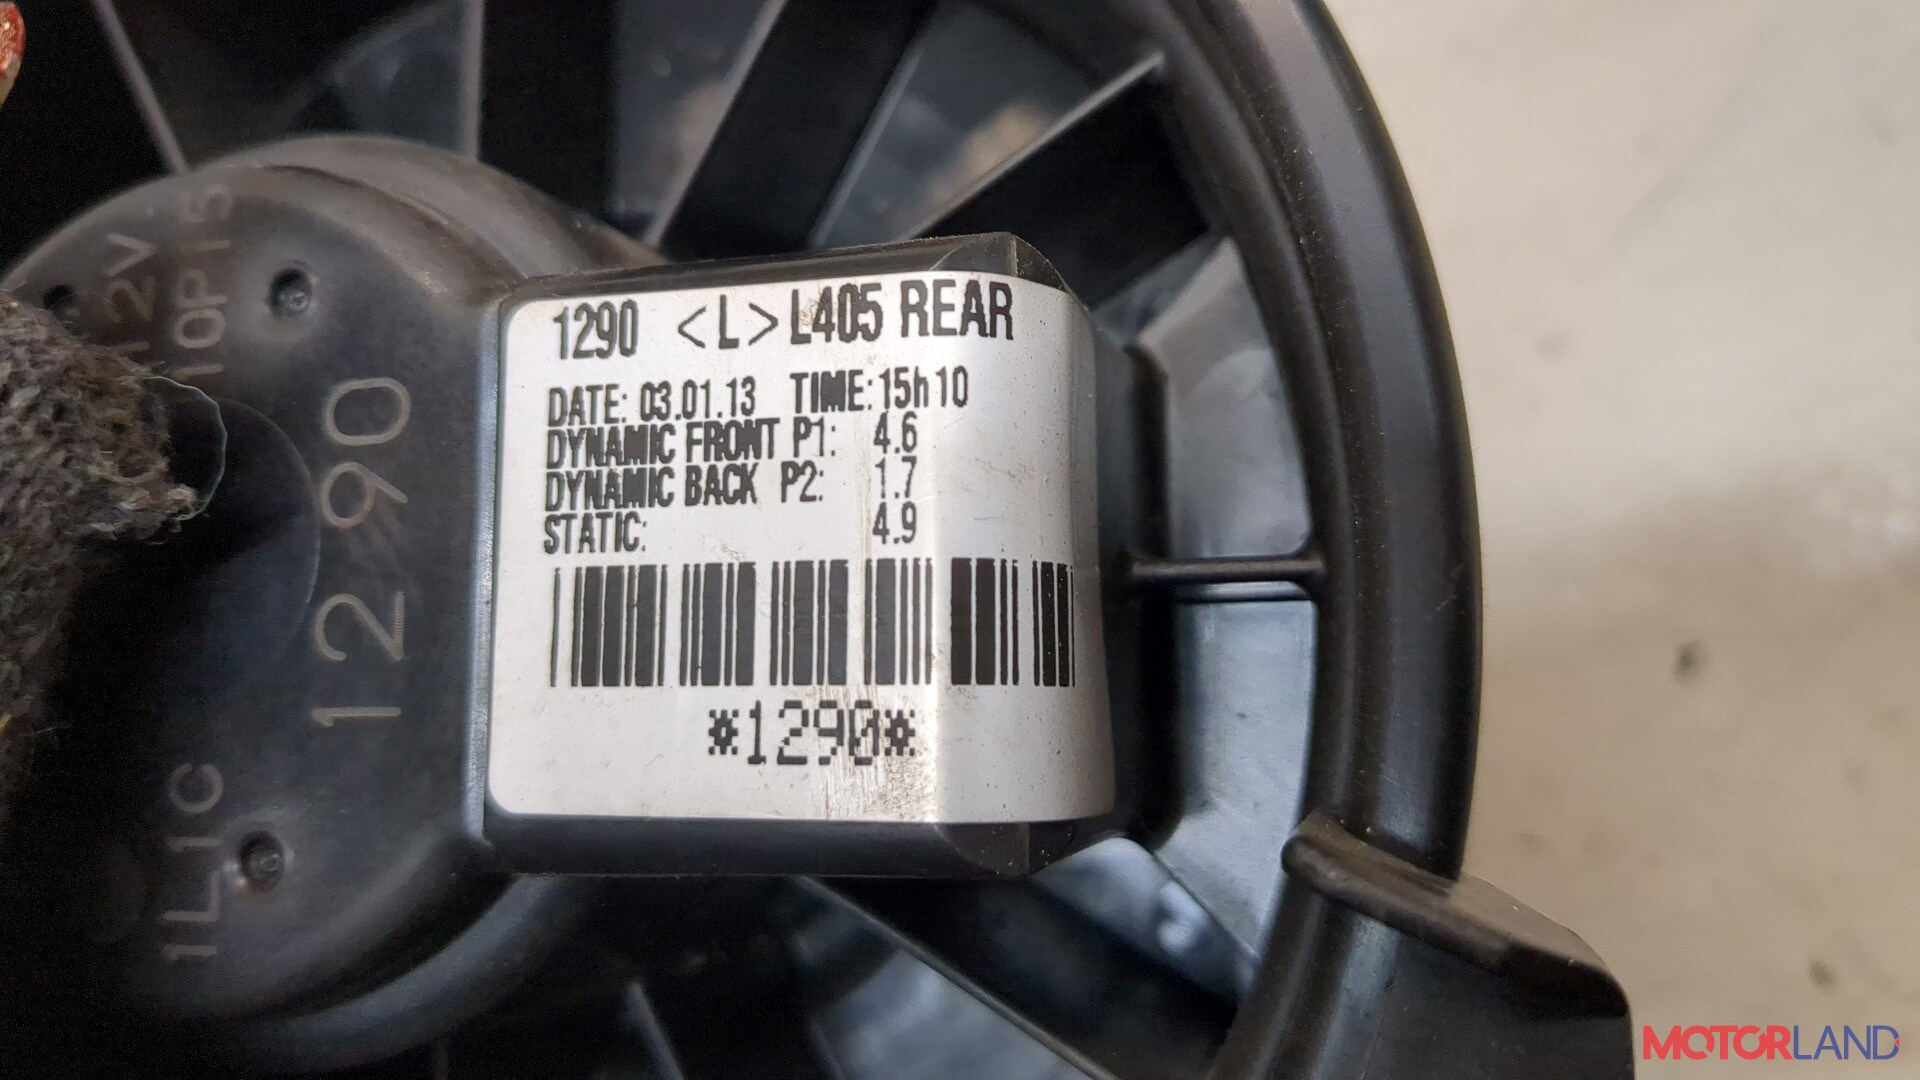 12V
10P15
1290
1L1C
1290 <L> L405 REAR
DATE: 03.01.13 TIME: 15h10
DYNAMIC FRONT P1: 4.6
DYNAMIC BACK P2: 1.7
STATIC: 4.9
*1290*
MOTORLAND